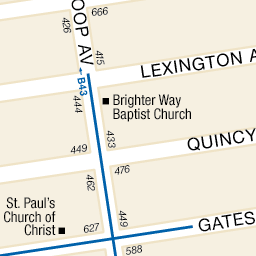 666
426
OOP AV
415
LEXINGTON A
←B43
444
Brighter Way
Baptist Church
433
QUINCY
449
476
462
St. Paul's
Church of
Christ
627
449
GATES
588